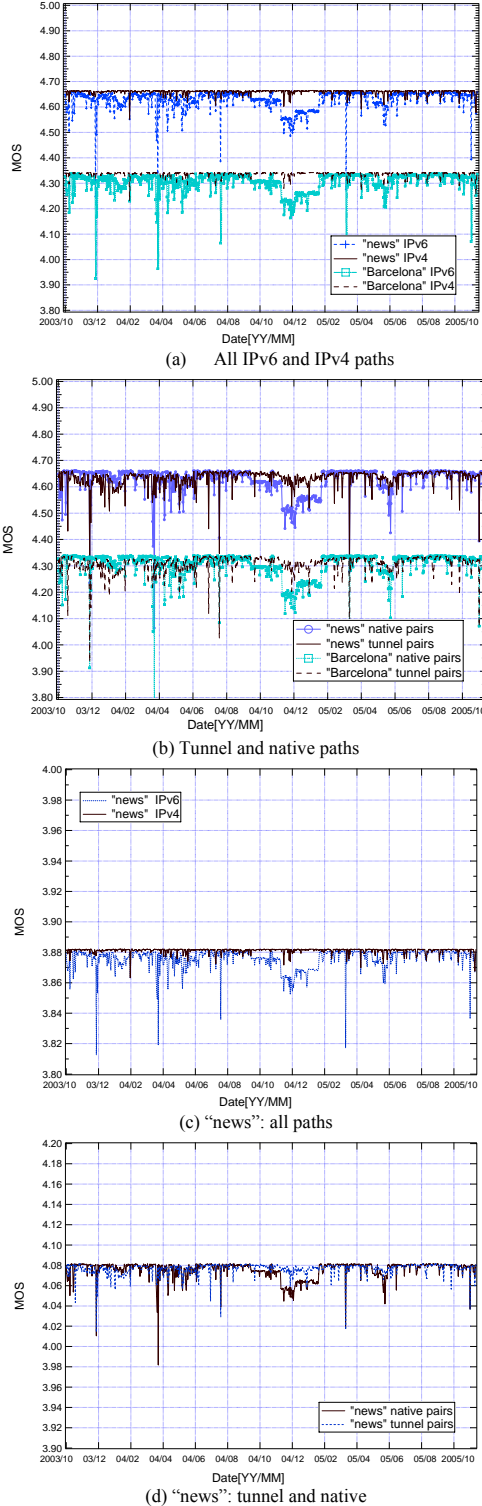 5.00
4.90
4.80
4.70
4.60
4.50
4.40
4.30
4.20
4.10
4.00
3.90
3.80
MOS
2003/10 03/12 04/02 04/04 04/06 04/08 04/10 04/12 05/02 05/04 05/06 05/08 2005/10
Date[YY/MM]
"news" IPv6
"news" IPv4
"Barcelona" IPv6
"Barcelona" IPv4
(a) All IPv6 and IPv4 paths
5.00
4.90
4.80
4.70
4.60
4.50
4.40
4.30
4.20
4.10
4.00
3.90
3.80
MOS
2003/10 03/12 04/02 04/04 04/06 04/08 04/10 04/12 05/02 05/04 05/06 05/08 2005/10
Date[YY/MM]
"news" native pairs
"news" tunnel pairs
"Barcelona" native pairs
"Barcelona" tunnel pairs
(b) Tunnel and native paths
4.00
3.98
3.96
3.94
3.92
3.90
3.88
3.86
3.84
3.82
3.80
MOS
"news" IPv6
"news" IPv4
2003/10 03/12 04/02 04/04 04/06 04/08 04/10 04/12 05/02 05/04 05/06 05/08 2005/10
Date[YY/MM]
(c) “news”: all paths
4.20
4.18
4.16
4.14
4.12
4.10
4.08
4.06
4.04
4.02
4.00
3.98
3.96
3.94
3.92
3.90
MOS
"news" native pairs
"news" tunnel pairs
2003/10 03/12 04/02 04/04 04/06 04/08 04/10 04/12 05/02 05/04 05/06 05/08 2005/10
Date[YY/MM]
(d) “news”: tunnel and native